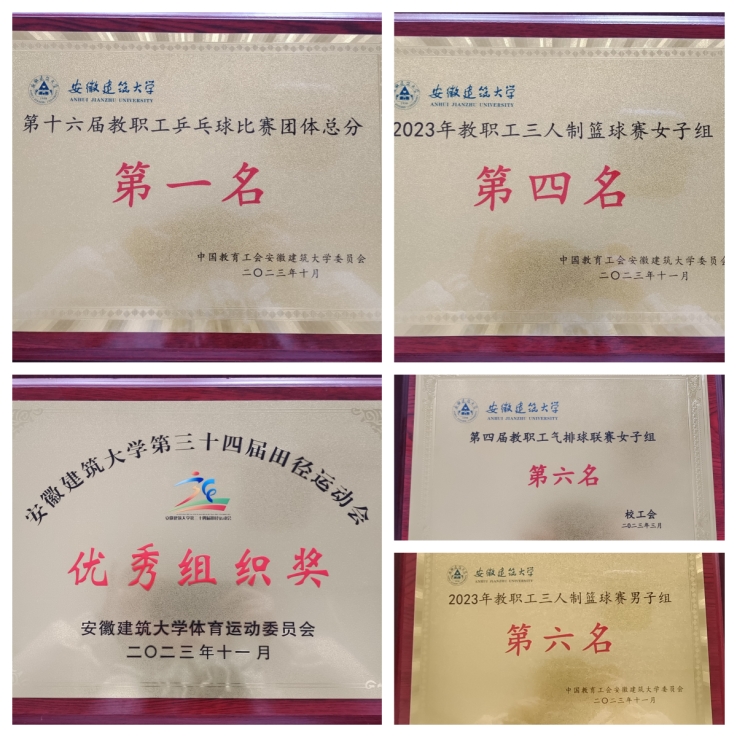 安徽建筑大学
ANHUI JIANZHU UNIVERSITY
第十六届教职工乒乓球比赛团体总分
第一名
中国教育工会安徽建筑大学委员会
二〇二三年十月
安徽建筑大学
ANHUI JIANZHU UNIVERSITY
2023年教职工三人制篮球赛女子组
第四名
中国教育工会安徽建筑大学委员会
二〇二三年十一月
安徽建筑大学第三十四届田径运动会
优秀组织奖
安徽建筑大学体育运动委员会
二〇二三年十一月
安徽建筑大学
ANHUI JIANZHU UNIVERSITY
第四届教职工气排球联赛女子组
第六名
校工会
二〇二三年三月
安徽建筑大学
ANHUI JIANZHU UNIVERSITY
2023年教职工三人制篮球赛男子组
第六名
中国教育工会安徽建筑大学委员会
二〇二三年十一月